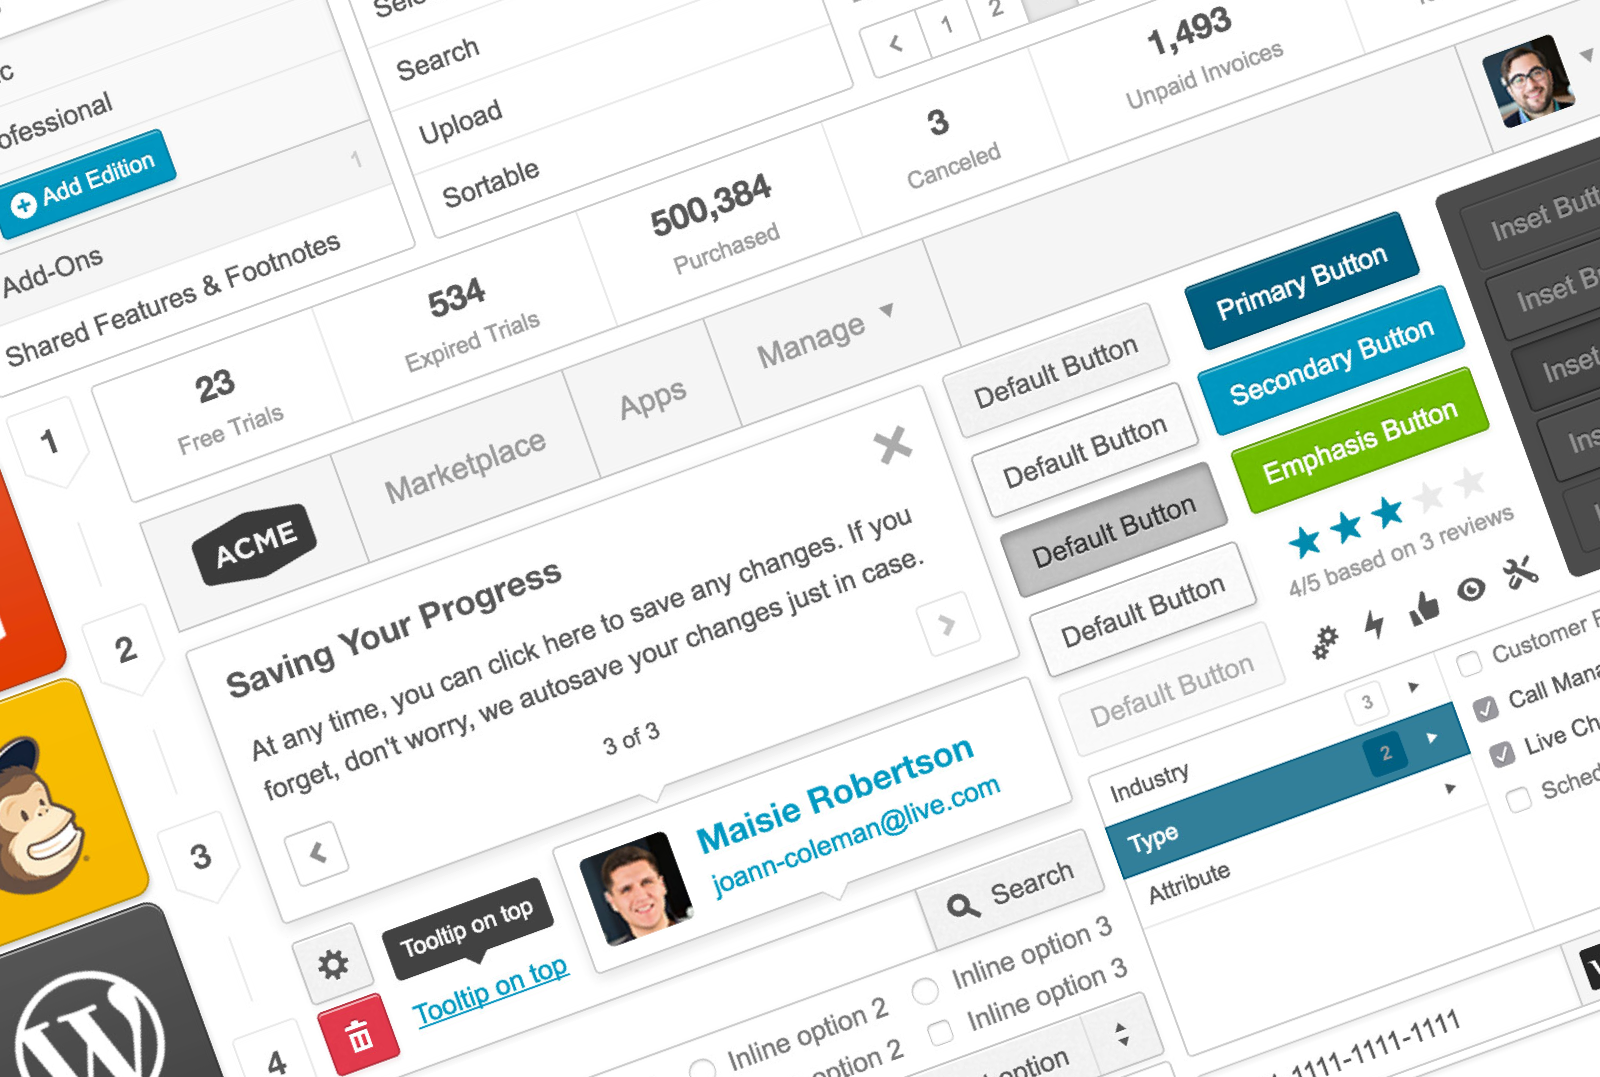 ofessional
Add Edition
1
Add-Ons
Shared Features & Footnotes
Search
Upload
Sortable
1
2
23
Free Trials
534
Expired Trials
500,384
Purchased
3
Canceled
1,493
Unpaid Invoices
1
2
3
4
ACME
Marketplace
Apps
Manage
Saving Your Progress
At any time, you can click here to save any changes. If you
forget, don't worry, we autosave your changes just in case.
3 of 3
Default Button
Default Button
Default Button
Default Button
Default Button
Primary Button
Secondary Button
Emphasis Button
4/5 based on 3 reviews
Inset Butt
Inset B
Inset
Ins
Maisie Robertson
joann-coleman@live.com
Tooltip on top
Tooltip on top
Search
Inline option 3
Inline option 3
Inline option 2
option 2
option
Industry
3
Type
2
Attribute
Customer
Call Mana
Live Ch
Sched
1111-1111-1111